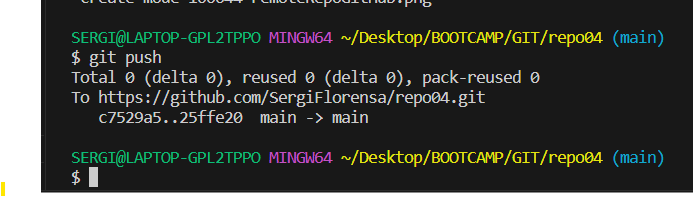 create mode 100644 RemoteRepoGitHub.png
SERGI@LAPTOP-GPL2TPPO MINGW64 ~/Desktop/BOOTCAMP/GIT/repo04 (main)
$ git push
Total 0 (delta 0), reused 0 (delta 0), pack-reused 0
To https://github.com/SergiFlorensa/repo04.git
c7529a5..25ffe20 main -> main
SERGI@LAPTOP-GPL2TPPO MINGW64 ~/Desktop/BOOTCAMP/GIT/repo04 (main)
$